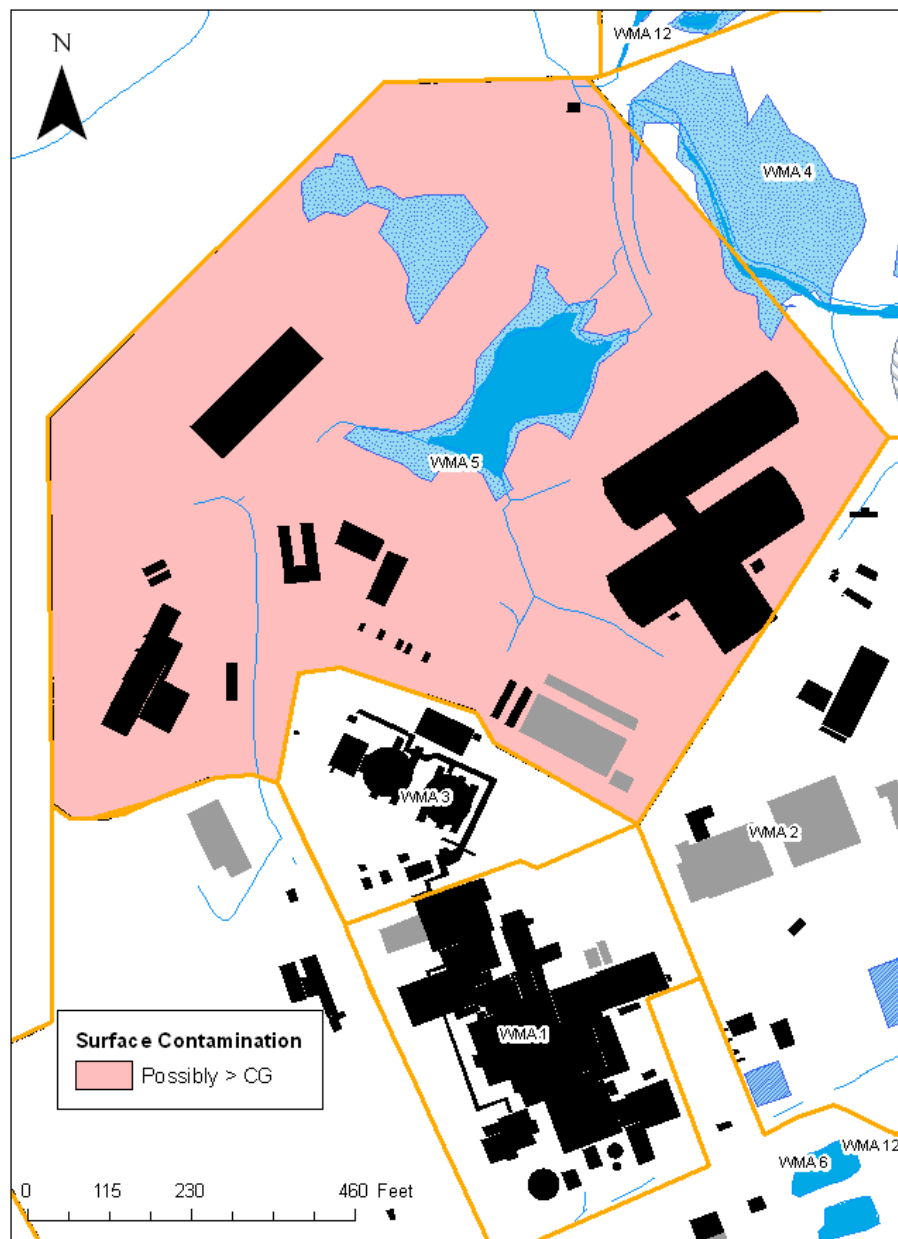 WMA 12
N
WMA 4
WMA 5
WMA 3
WMA 2
WMA 1
Surface Contamination
Possibly > CG
WMA 12
WMA 6
0 115 230 460 Feet